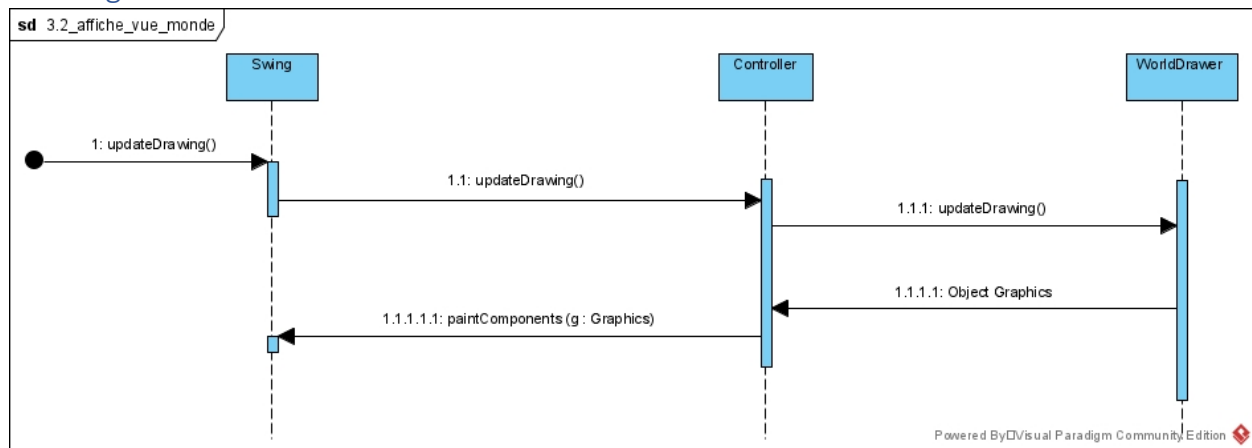 sd 3.2_affiche_vue_monde
Swing
Controller
WorldDrawer
1: updateDrawing()
1.1: updateDrawing()
1.1.1: updateDrawing()
1.1.1.1: Object Graphics
1.1.1.1.1: paintComponents (g : Graphics)
Powered By□Visual Paradigm Community Edition